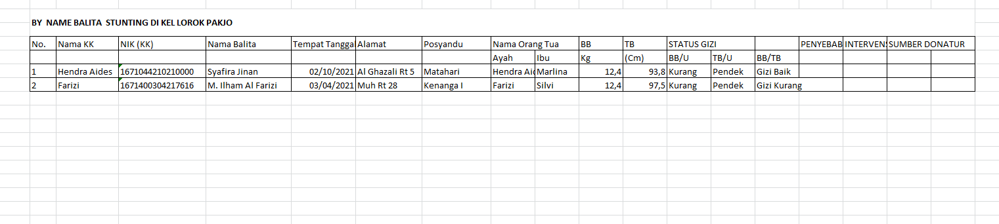 BY NAME BALITA STUNTING DI KEL LOROK PAKJO
No. Nama KK NIK (KK) Nama Balita Tempat Tanggal Alamat Posyandu Nama Orang Tua BB TB STATUS GIZI PENYEBAB INTERVENS SUMBER DONATUR
Ayah Ibu Kg (Cm) BB/U TB/U BB/TB
1 Hendra Aides 1671044210210000 Syafira Jinan 02/10/2021 Al Ghazali Rt 5 Matahari Hendra Aid Marlina 12,4 93,8 Kurang Pendek Gizi Baik
2 Farizi 1671400304217616 M. Ilham Al Farizi 03/04/2021 Muh Rt 28 Kenanga I Farizi Silvi 12,4 97,5 Kurang Pendek Gizi Kurang